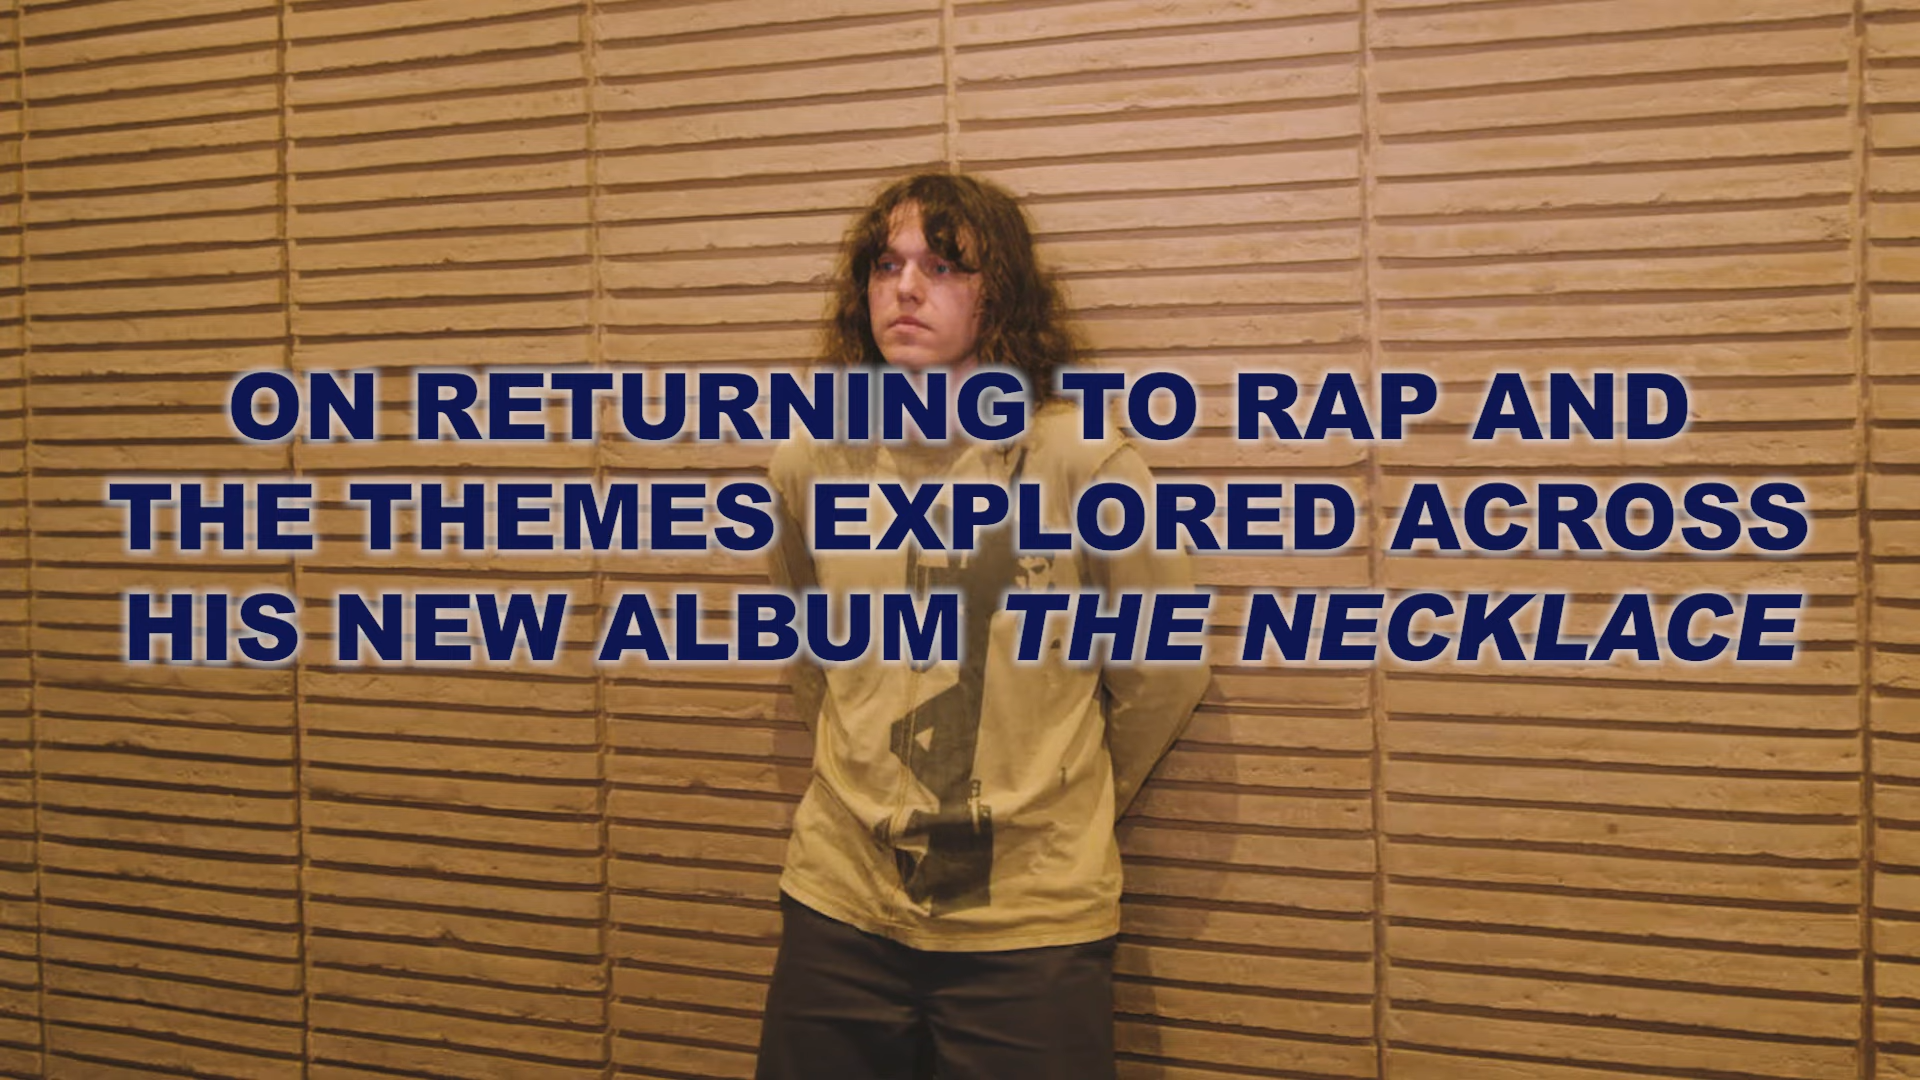 ON RETURNING TO RAP AND
THE THEMES EXPLORED ACROSS
HIS NEW ALBUM THE NECKLACE